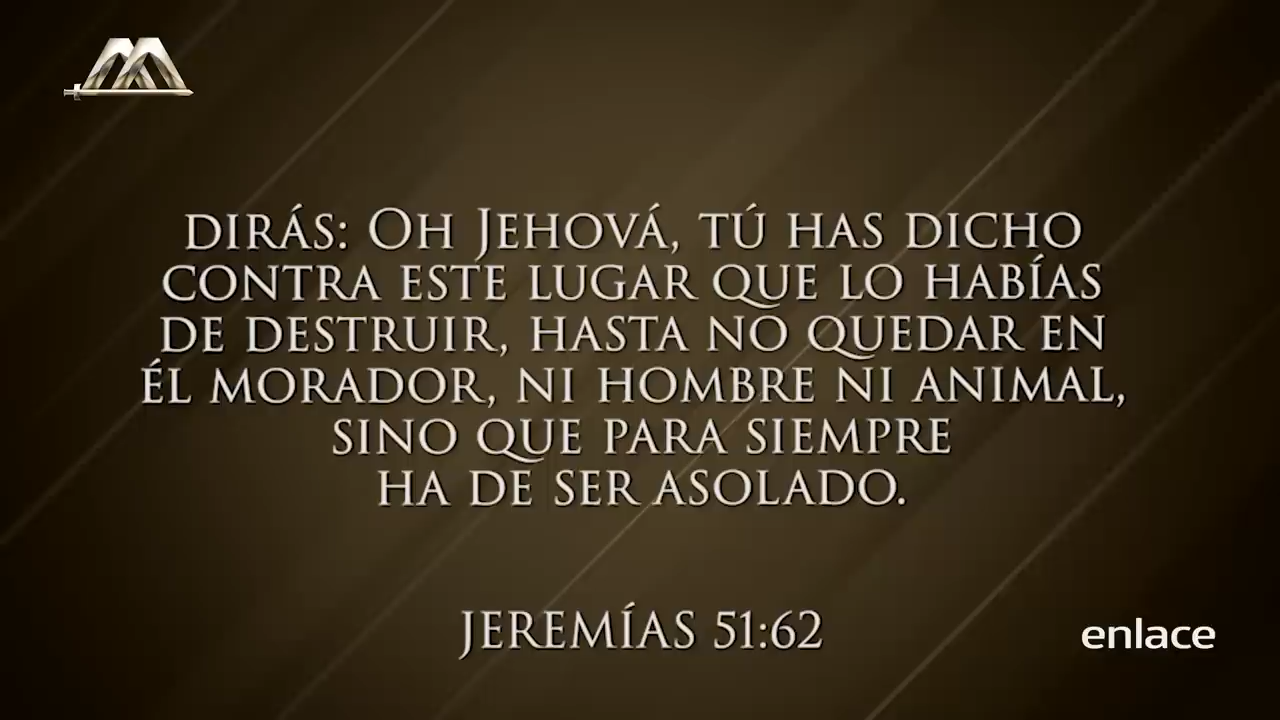 DIRÁS: OH JEHOVÁ, TÚ HAS DICHO
CONTRA ESTE LUGAR QUE LO HABÍAS
DE DESTRUIR, HASTA NO QUEDAR EN
ÉL MORADOR, NI HOMBRE NI ANIMAL,
SINO QUE PARA SIEMPRE
HA DE SER ASOLADO.
JEREMÍAS 51:62
enlace